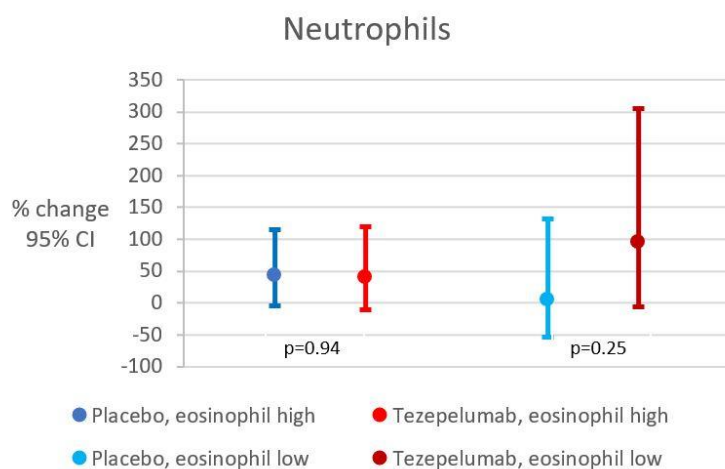 Neutrophils
350
300
250
200
150
100
50
0
-50
-100
% change
95% CI
p=0.94 p=0.25
Placebo, eosinophil high Tezepelumab, eosinophil high
Placebo, eosinophil low Tezepelumab, eosinophil low